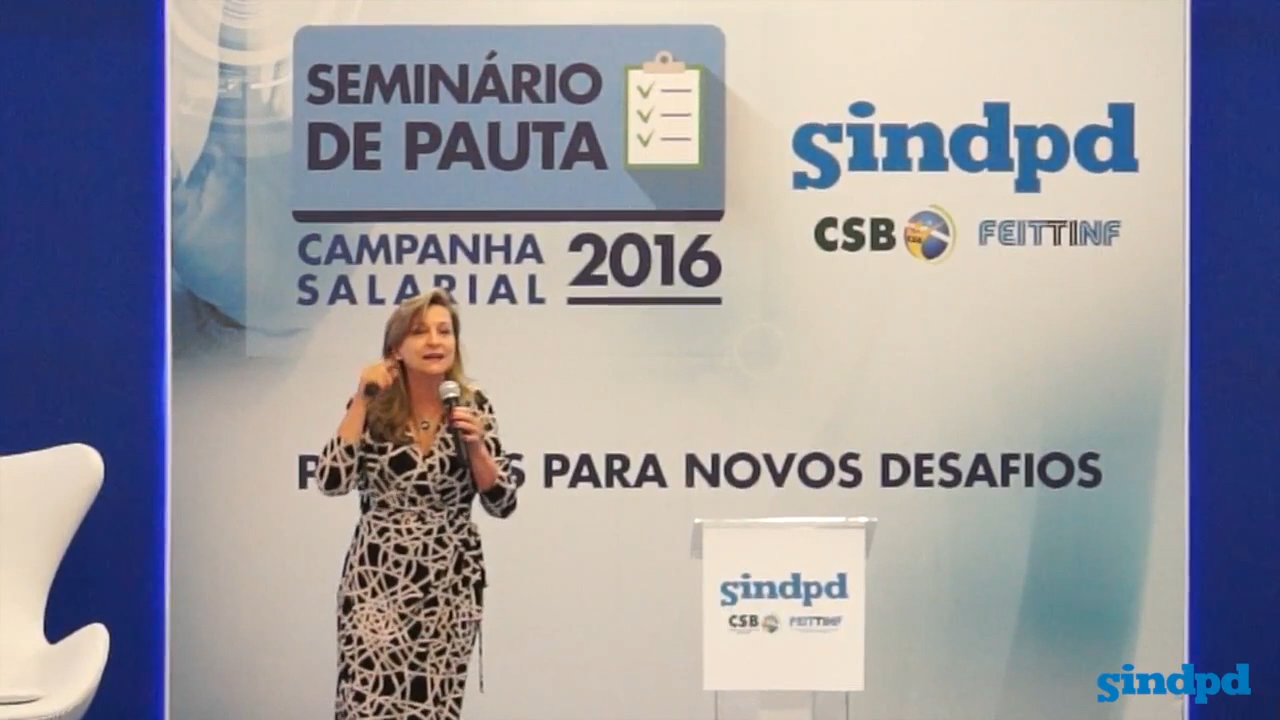 SEMINÁRIO
DE PAUTA
CAMPANHA
SALARIAL
2016
sindpd
CSB
FEITTINF
PARA NOVOS DESAFIOS
sindpd
CSB
FEITTINF
sindpd